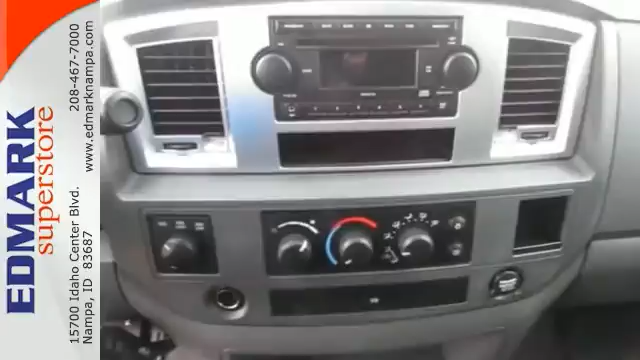 EDMARK
superstore
15700 Idaho Center Blvd.
Nampa, ID 83687
208-467-7000
www.edmarknampa.com